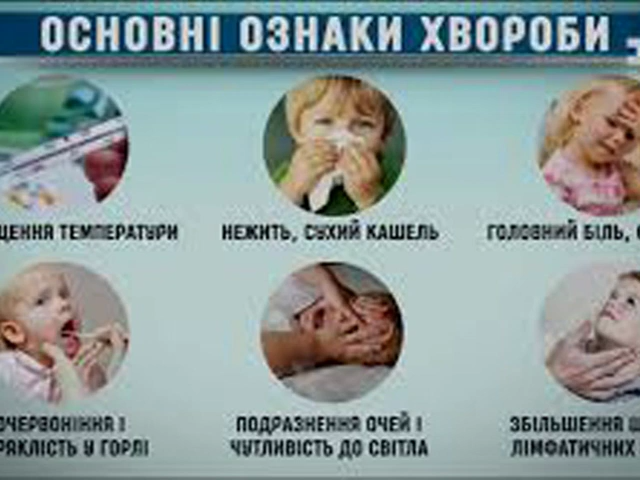 ОСНОВНІ ОЗНАКИ ХВОРОБИ
ТЕМПЕРАТУРИ
НЕЖИТЬ, СУХИЙ КАШЕЛЬ
ГОЛОВНИЙ БІЛЬ,
І
У ГОРЛІ
ПОДРАЗНЕННЯ ОЧЕЙ І
ЧУТЛИВІСТЬ ДО СВІТЛА
ЗБІЛЬШЕННЯ
ЛІМФАТИЧНИХ